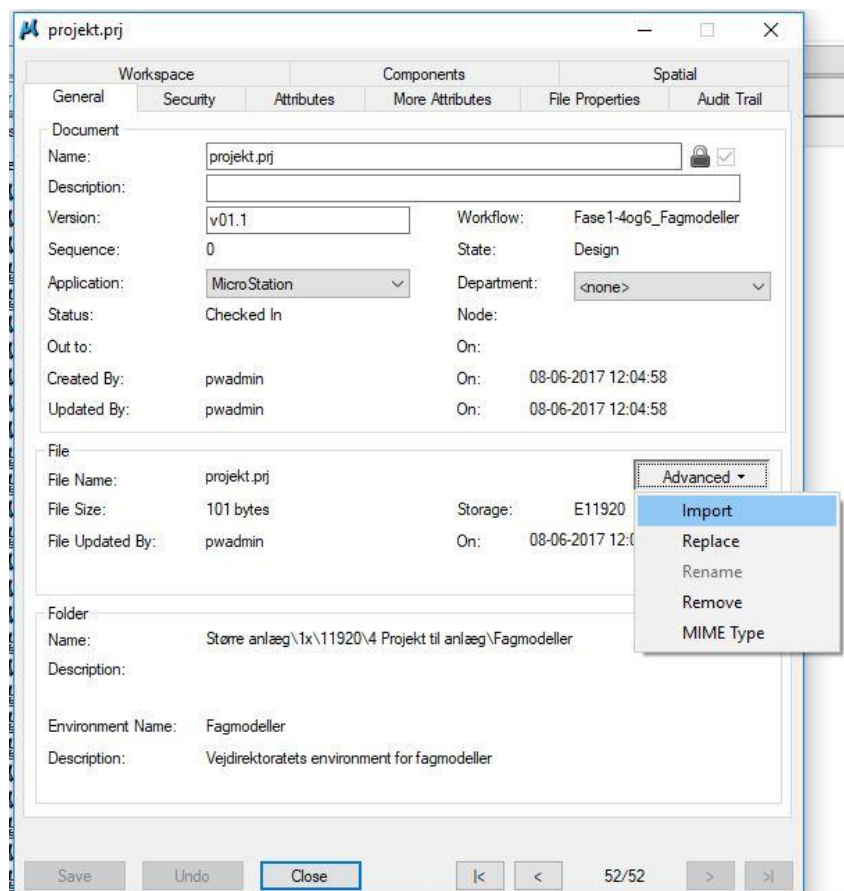 projekt.prj
Workspace Components Spatial
General Security Attributes More Attributes File Properties Audit Trail
Document
Name: projekt.prj
Description:
Version: v01.1 Workflow: Fase1-4og6_Fagmodeller
Sequence: 0 State: Design
Application: MicroStation Department: <none>
Status: Checked In Node:
Out to: On:
Created By: pwadmin On: 08-06-2017 12:04:58
Updated By: pwadmin On: 08-06-2017 12:04:58
File
File Name: projekt.prj Advanced
File Size: 101 bytes Storage: E11920 Import
File Updated By: pwadmin On: 08-06-2017 Replace
Rename
Remove
MIME Type
Folder
Name: Større anlæg\1x\11920\4 Projekt til anlæg\Fagmodeller
Description:
Environment Name: Fagmodeller
Description: Vejdirektoratets environment for fagmodeller
Save Undo Close |< < 52/52 > >|